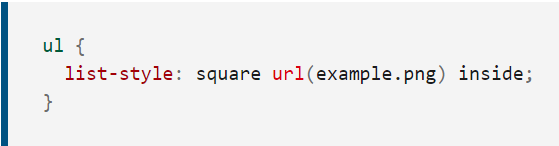 ul {
  list-style: square url(example.png) inside;
}